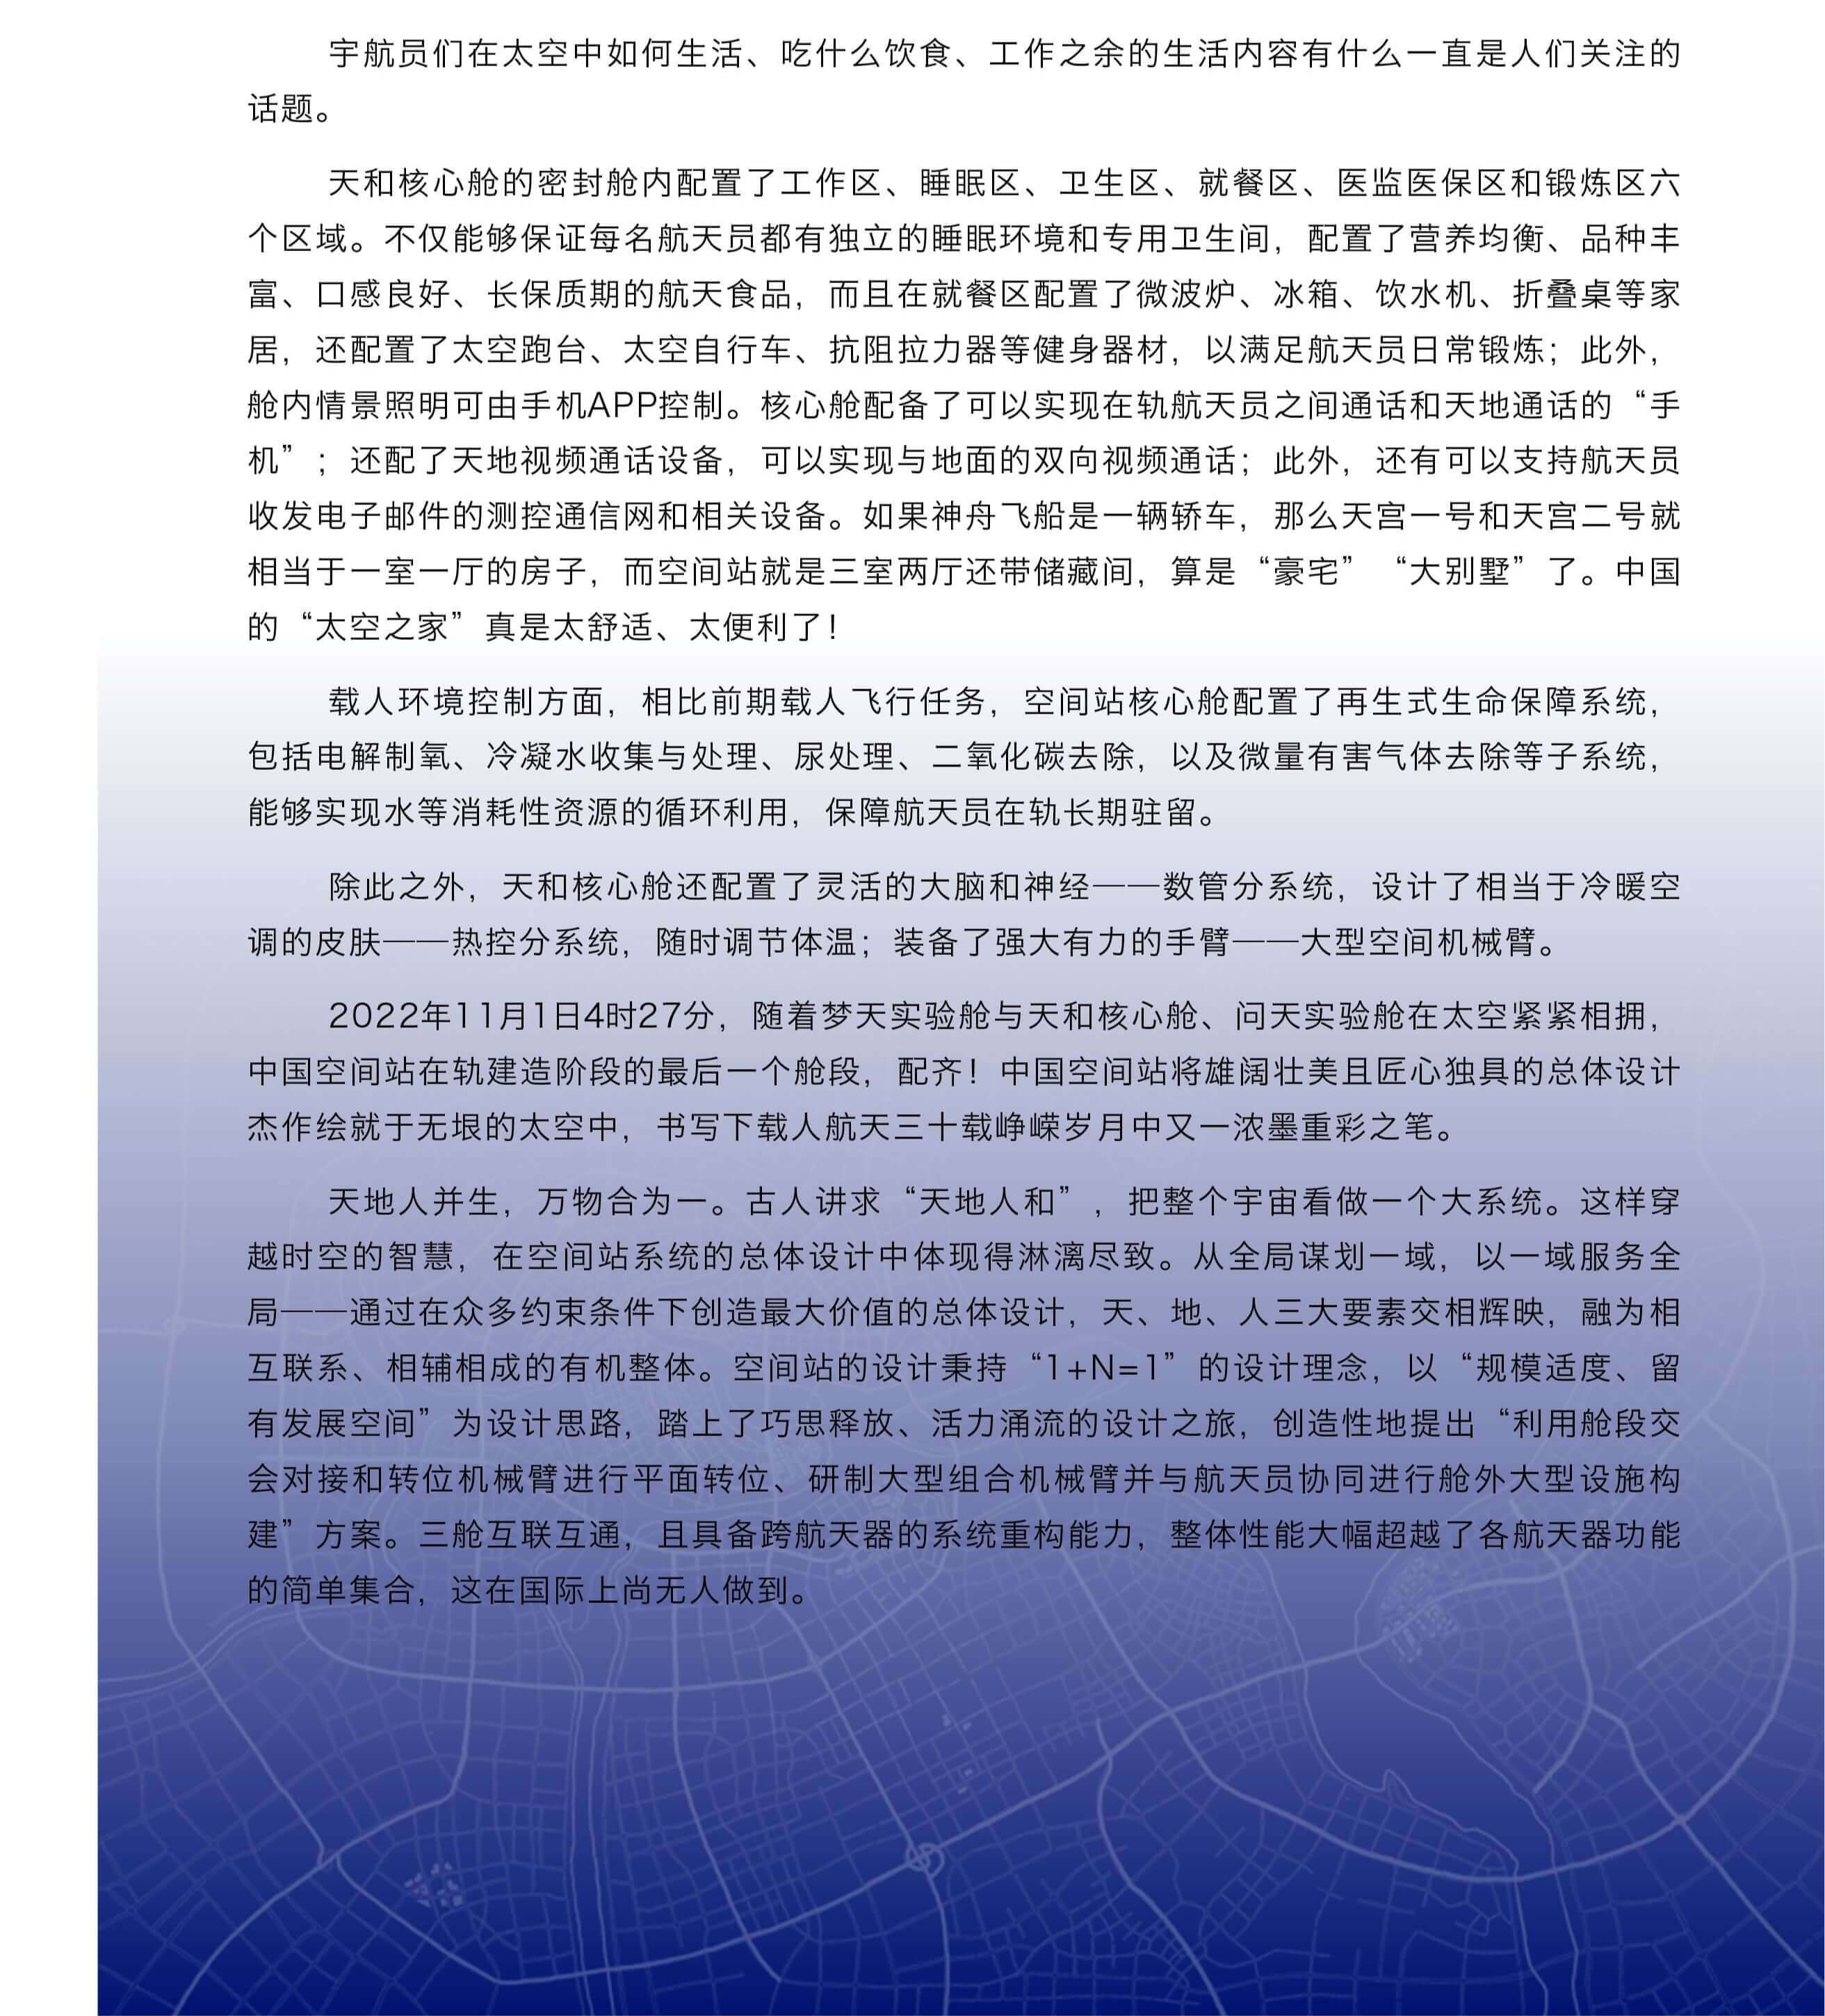 宇航员们在太空中如何生活、吃什么饮食、工作之余的生活内容有什么一直是人们关注的
话题。
天和核心舱的密封舱内配置了工作区、睡眠区、卫生区、就餐区、医监医保区和锻炼区六
个区域。不仅能够保证每名航天员都有独立的睡眠环境和专用卫生间，配置了营养均衡、品种丰
富、口感良好、长保质期的航天食品，而且在就餐区配置了微波炉、冰箱、饮水机、折叠桌等家
居，还配置了太空跑台、太空自行车、抗阻拉力器等健身器材，以满足航天员日常锻炼；此外，
舱内情景照明可由手机APP控制。核心舱配备了可以实现在轨航天员之间通话和天地通话的“手
机”；还配了天地视频通话设备，可以实现与地面的双向视频通话；此外，还有可以支持航天员
收发电子邮件的测控通信网和相关设备。如果神舟飞船是一辆轿车，那么天宫一号和天宫二号就
相当于一室一厅的房子，而空间站就是三室两厅还带储藏间，算是“豪宅”“大别墅”了。中国
的“太空之家”真是太舒适、太便利了！
载人环境控制方面，相比前期载人飞行任务，空间站核心舱配置了再生式生命保障系统，
包括电解制氧、冷凝水收集与处理、尿处理、二氧化碳去除，以及微量有害气体去除等子系统，
能够实现水等消耗性资源的循环利用，保障航天员在轨长期驻留。
除此之外，天和核心舱还配置了灵活的大脑和神经——数管分系统，设计了相当于冷暖空
调的皮肤——热控分系统，随时调节体温；装备了强大有力的手臂——大型空间机械臂。
2022年11月1日4时27分，随着梦天实验舱与天和核心舱、问天实验舱在太空紧紧相拥，
中国空间站在轨建造阶段的最后一个舱段，配齐！中国空间站将雄阔壮美且匠心独具的总体设计
杰作绘就于无垠的太空中，书写下载人航天三十载峥嵘岁月中又一浓墨重彩之笔。
天地人并生，万物合为一。古人讲求“天地人和”，把整个宇宙看做一个大系统。这样穿
越时空的智慧，在空间站系统的总体设计中体现得淋漓尽致。从全局谋划一域，以一域服务全
局——通过在众多约束条件下创造最大价值的总体设计，天、地、人三大要素交相辉映，融为相
互联系、相辅相成的有机整体。空间站的设计秉持“1+N=1”的设计理念，以“规模适度、留
有发展空间”为设计思路，踏上了巧思释放、活力涌流的设计之旅，创造性地提出“利用舱段交
会对接和转位机械臂进行平面转位、研制大型组合机械臂并与航天员协同进行舱外大型设施构
建”方案。三舱互联互通，且具备跨航天器的系统重构能力，整体性能大幅超越了各航天器功能
的简单集合，这在国际上尚无人做到。